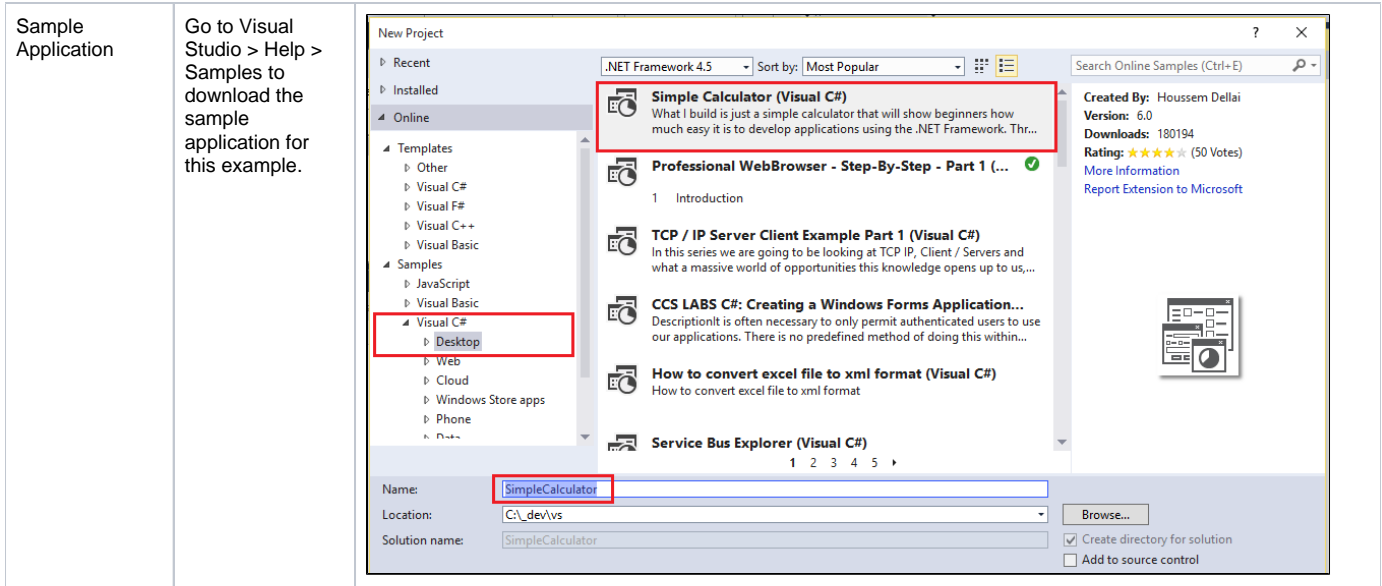 Sample
Application
Go to Visual
Studio > Help >
Samples to
download the
sample
application for
this example.
New Project
? ×
Recent
Installed
Online
Templates
Other
Visual C#
Visual F#
Visual C++
Visual Basic
Samples
JavaScript
Visual Basic
Visual C#
Desktop
Web
Cloud
Windows Store apps
Phone
Data
.NET Framework 4.5 Sort by: Most Popular
Simple Calculator (Visual C#)
What I build is just a simple calculator that will show beginners how
much easy it is to develop applications using the .NET Framework. Thr...
Professional WebBrowser - Step-By-Step - Part 1 (...
1 Introduction
TCP / IP Server Client Example Part 1 (Visual C#)
In this series we are going to be looking at TCP IP, Client / Servers and
what a massive world of opportunities this knowledge opens up to us,...
CCS LABS C#: Creating a Windows Forms Application...
DescriptionIt is often necessary to only permit authenticated users to use
our applications. There is no predefined method of doing this within...
How to convert excel file to xml format (Visual C#)
How to convert excel file to xml format
Service Bus Explorer (Visual C#)
1 2 3 4 5
Search Online Samples (Ctrl+E)
Created By: Houssem Dellai
Version: 6.0
Downloads: 180194
Rating: (50 Votes)
More Information
Report Extension to Microsoft
Name: SimpleCalculator
Location: C:\_dev\vs Browse...
Solution name: SimpleCalculator Create directory for solution
Add to source control